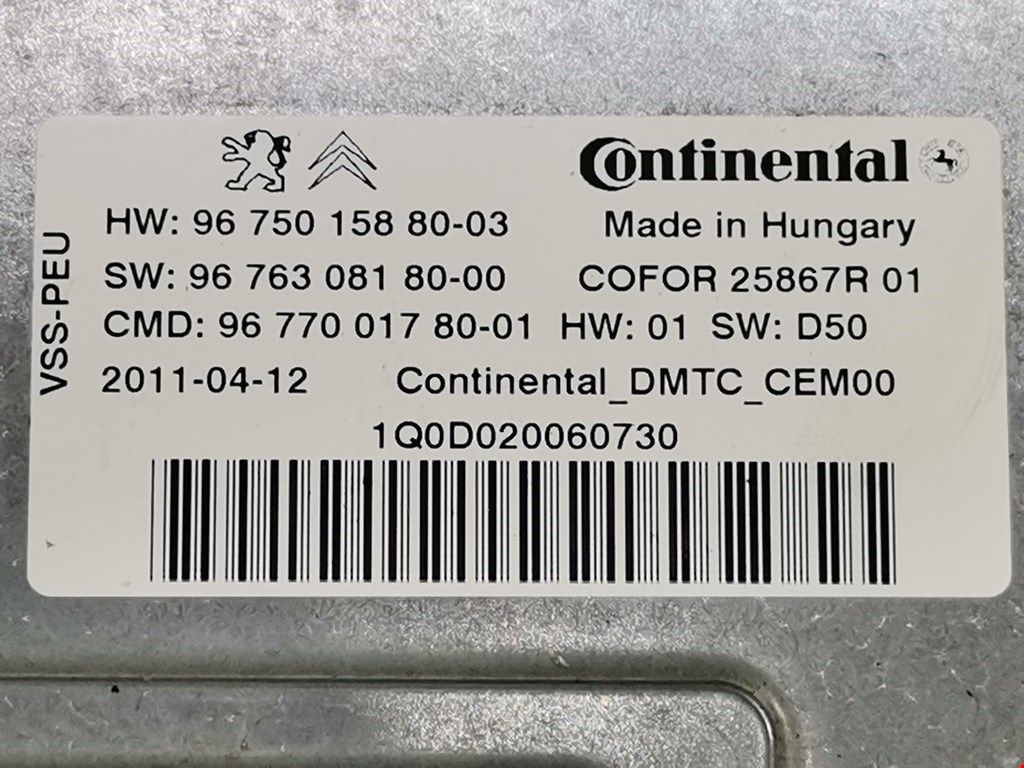 Continental
HW: 96 750 158 80-03 Made in Hungary
SW: 96 763 081 80-00 COFOR 25867R 01
CMD: 96 770 017 80-01 HW: 01 SW: D50
2011-04-12 Continental_DMTC_CEM00
1Q0D020060730
VSS-PEU